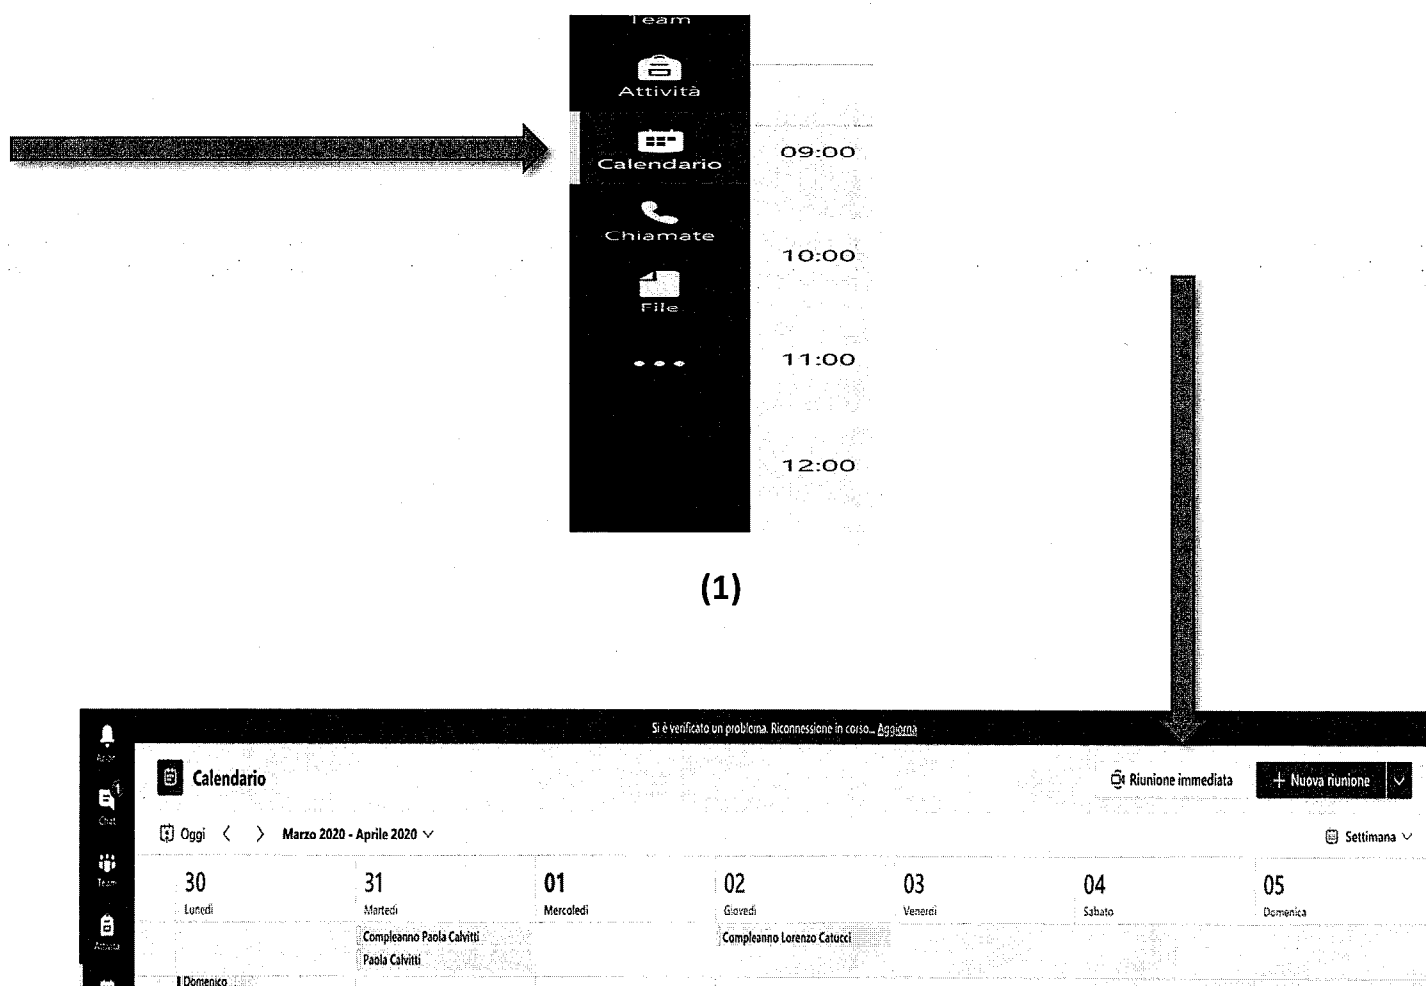 Team
Attività
Calendario
Chiamate
File
09:00
10:00
11:00
12:00
(1)
Si è verificato un problema. Riconnessione in corso... Aggiorna
Chat
1
Team
Attività
Calendario
Riunione immediata
+ Nuova riunione
Oggi
Marzo 2020 - Aprile 2020
Settimana
30
Lunedì
31
Martedì
01
Mercoledì
02
Giovedì
03
Venerdì
04
Sabato
05
Domenica
Compleanno Paola Calvitti
Paola Calvitti
Compleanno Lorenzo Catucci
Domenico